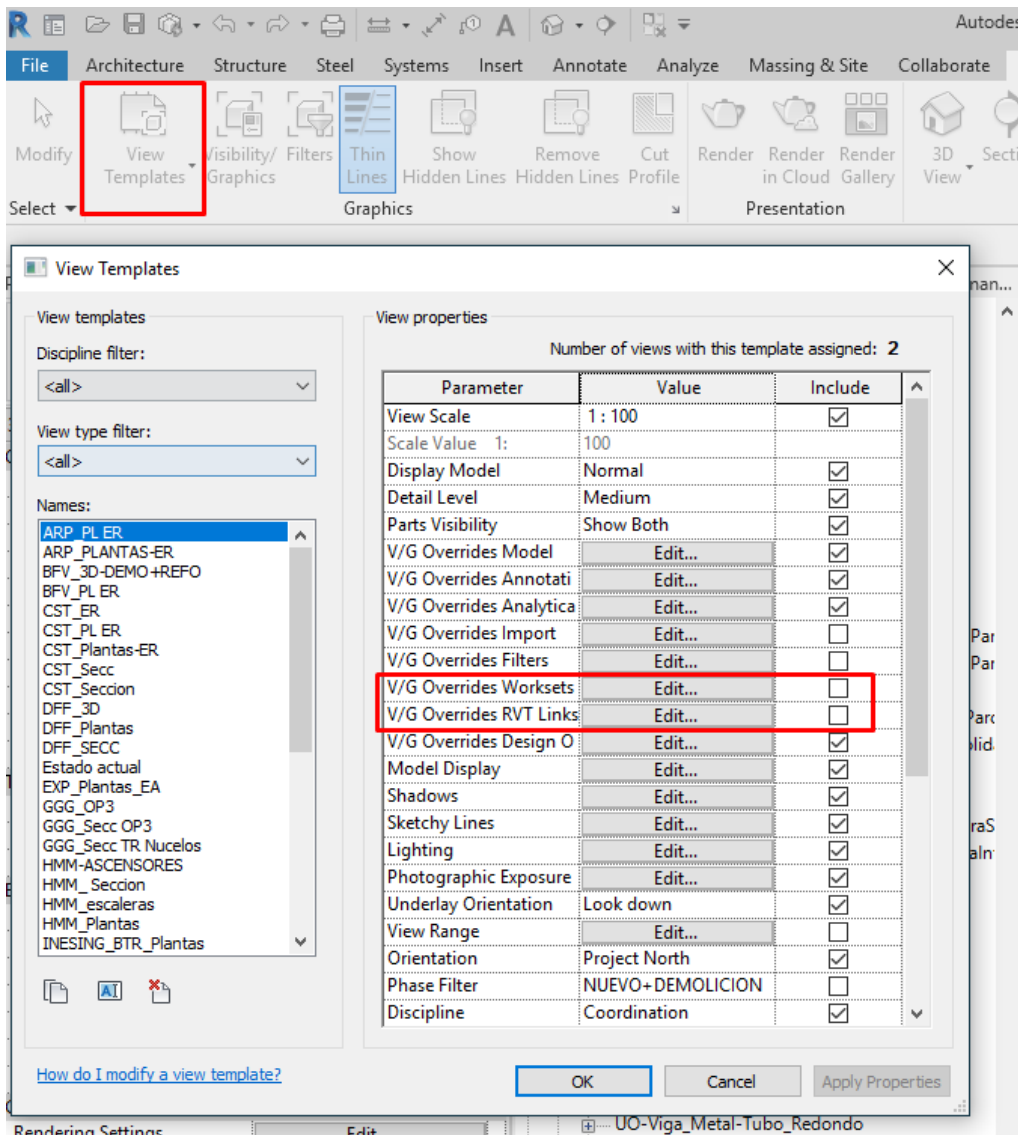 Autodes
File Architecture Structure Steel Systems Insert Annotate Analyze Massing & Site Collaborate
Modify View Templates Visibility/ Graphics Filters Thin Lines Show Hidden Lines Remove Hidden Lines Cut Profile Render Render in Cloud Render Gallery 3D View Secti
Select Graphics Presentation
View Templates
nan...
View templates
Discipline filter:
<all>
View type filter:
<all>
Names:
ARP_PL ER
ARP_PLANTAS-ER
BFV_3D-DEMO+REFO
BFV_PL ER
CST_ER
CST_PL ER
CST_Plantas-ER
CST_Secc
CST_Seccion
DFF_3D
DFF_Plantas
DFF_SECC
Estado actual
EXP_Plantas_EA
GGG_OP3
GGG_Secc OP3
GGG_Secc TR Nucelos
HMM-ASCENSORES
HMM_ Seccion
HMM_escaleras
HMM_Plantas
INESING_BTR_Plantas
AI
How do I modify a view template?
View properties
Number of views with this template assigned: 2
Parameter Value Include
View Scale 1 : 100
Scale Value 1: 100
Display Model Normal
Detail Level Medium
Parts Visibility Show Both
V/G Overrides Model Edit...
V/G Overrides Annotati Edit...
V/G Overrides Analytica Edit...
V/G Overrides Import Edit...
V/G Overrides Filters Edit...
V/G Overrides Worksets Edit...
V/G Overrides RVT Links Edit...
V/G Overrides Design O Edit...
Model Display Edit...
Shadows Edit...
Sketchy Lines Edit...
Lighting Edit...
Photographic Exposure Edit...
Underlay Orientation Look down
View Range Edit...
Orientation Project North
Phase Filter NUEVO+DEMOLICION
Discipline Coordination
OK Cancel Apply Properties
Par
Par
Parc
olid
raS
aln
Rendering Settings Edit
UO-Viga_Metal-Tubo_Redondo